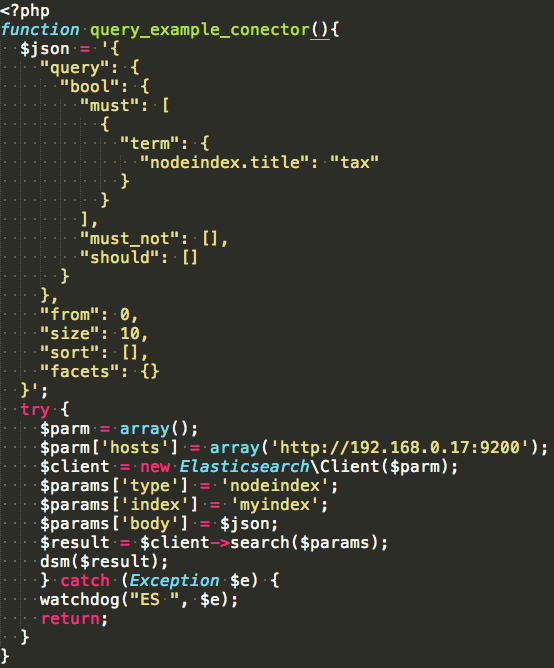 <?php
function query_example_conector(){
  $json = '{
    "query": {
      "bool": {
        "must": [
          {
            "term": {
              "nodeindex.title": "tax"
            }
          }
        ],
        "must_not": [],
        "should": []
      }
    },
    "from": 0,
    "size": 10,
    "sort": [],
    "facets": {}
  }';
  try {
    $parm = array();
    $parm['hosts'] = array('http://192.168.0.17:9200');
    $client = new Elasticsearch\Client($parm);
    $params['type'] = 'nodeindex';
    $params['index'] = 'myindex';
    $params['body'] = $json;
    $result = $client->search($params);
    dsm($result);
    } catch (Exception $e) {
    watchdog("ES ", $e);
    return;
  }
}